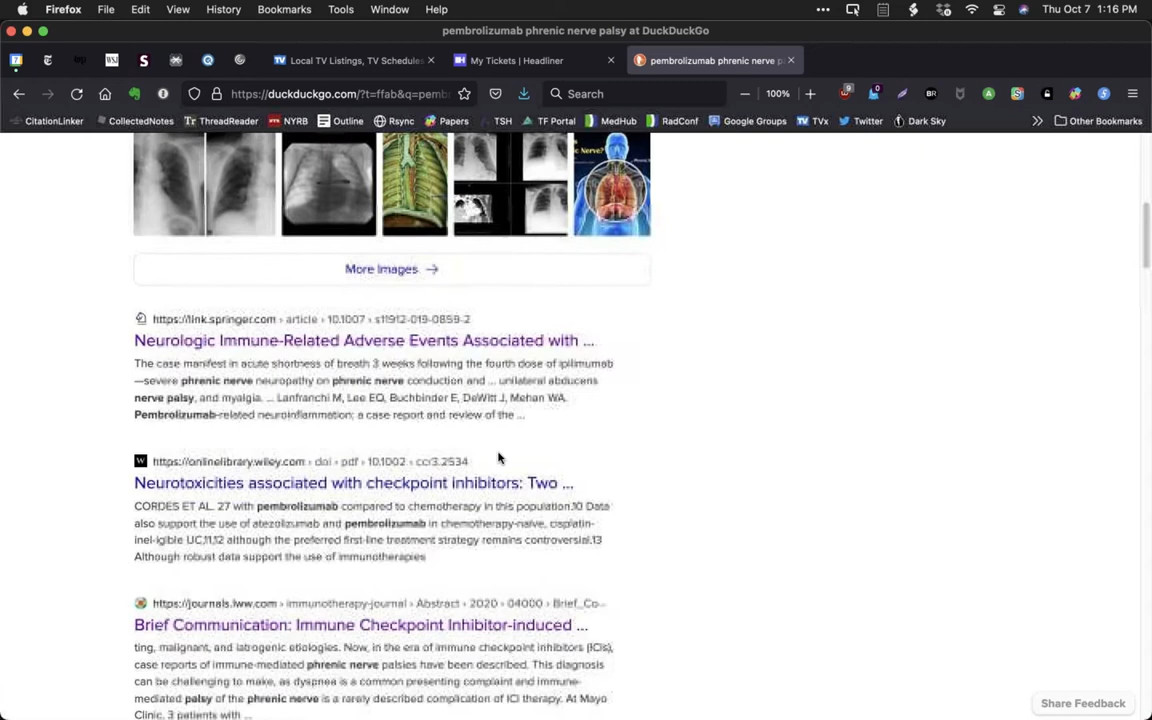 Firefox File Edit View History Bookmarks Tools Window Help Thu Oct 7 1:16 PM
pembrolizumab phrenic nerve palsy at DuckDuckGo
Local TV Listings, TV Schedules My Tickets | Headliner pembrolizumab phrenic nerve p
https://duckduckgo.com/?t=ffab&q=pemb Search 100%
CitationLinker CollectedNotes ThreadReader NYRB Outline Rsync Papers TSH TF Portal MedHub RadConf Google Groups TVx Twitter Dark Sky Other Bookmarks
More Images →
https://link.springer.com › article › 10.1007 › s11912-019-0859-2
Neurologic Immune-Related Adverse Events Associated with ...
The case manifest in acute shortness of breath 3 weeks following the fourth dose of ipilimumab
—severe phrenic nerve neuropathy on phrenic nerve conduction and ... unilateral abducens
nerve palsy, and myalgia. ... Lanfranchi M, Lee EQ, Buchbinder E, DeWitt J, Mehan WA.
Pembrolizumab-related neuroinflammation; a case report and review of the ...
https://onlinelibrary.wiley.com › doi › pdf › 10.1002 › ccr3.2534
Neurotoxicities associated with checkpoint inhibitors: Two ...
CORDES ET AL. 27 with pembrolizumab compared to chemotherapy in this population.10 Data
also support the use of atezolizumab and pembrolizumab in chemotherapy-naive, cisplatin-
inel-igible UC,11,12 although the preferred first-line treatment strategy remains controversial.13
Although robust data support the use of immunotherapies
https://journals.lww.com › immunotherapy-journal › Abstract › 2020 › 04000 › Brief_Co...
Brief Communication: Immune Checkpoint Inhibitor-induced ...
ting, malignant, and iatrogenic etiologies. Now, in the era of immune checkpoint inhibitors (ICIs),
case reports of immune-mediated phrenic nerve palsies have been described. This diagnosis
can be challenging to make, as dyspnea is a common presenting complaint and immune-
mediated palsy of the phrenic nerve is a rarely described complication of ICI therapy. At Mayo
Clinic, 3 patients with ...
Share Feedback